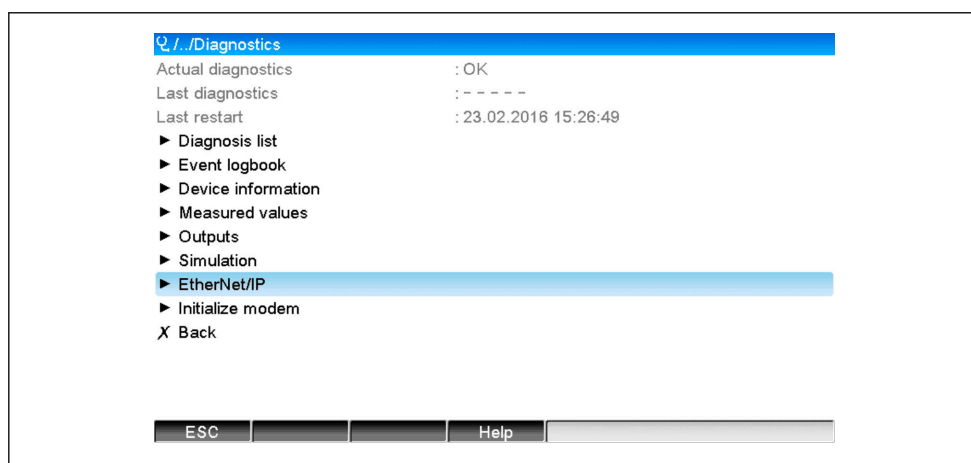 /../Diagnostics
Actual diagnostics : OK
Last diagnostics : - - - - -
Last restart : 23.02.2016 15:26:49
► Diagnosis list
► Event logbook
► Device information
► Measured values
► Outputs
► Simulation
► EtherNet/IP
► Initialize modem
X Back
ESC Help